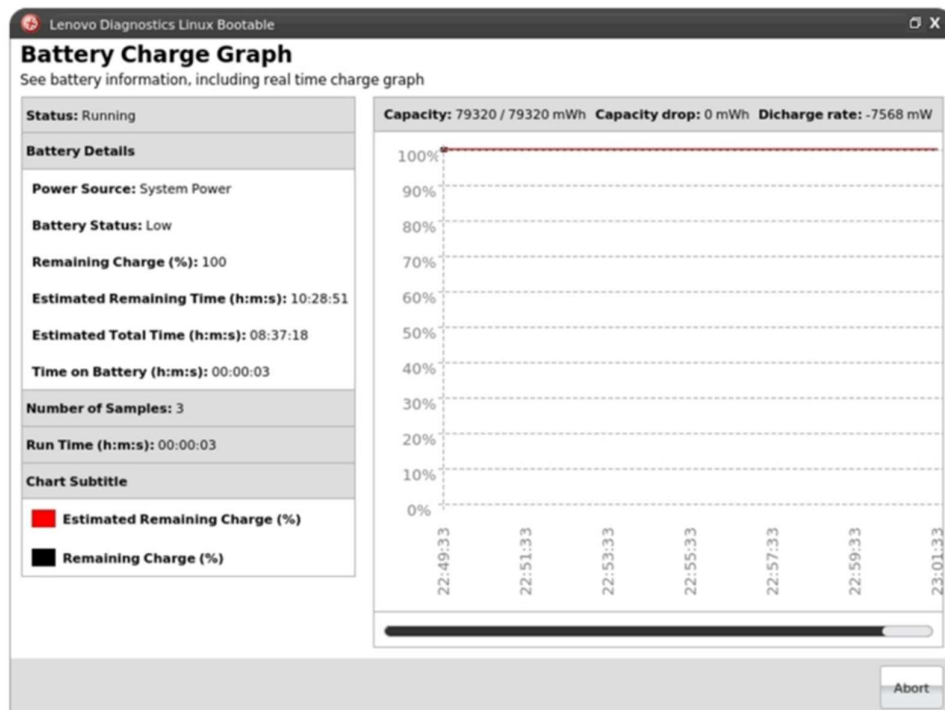 Lenovo Diagnostics Linux Bootable
Battery Charge Graph
See battery information, including real time charge graph
Status: Running
Battery Details
Power Source: System Power
Battery Status: Low
Remaining Charge (%): 100
Estimated Remaining Time (h:m:s): 10:28:51
Estimated Total Time (h:m:s): 08:37:18
Time on Battery (h:m:s): 00:00:03
Number of Samples: 3
Run Time (h:m:s): 00:00:03
Chart Subtitle
Estimated Remaining Charge (%)
Remaining Charge (%)
Capacity: 79320 / 79320 mWh Capacity drop: 0 mWh Dicharge rate: -7568 mW
100%
90%
80%
70%
60%
50%
40%
30%
20%
10%
0%
22:49:33
22:51:33
22:53:33
22:55:33
22:57:33
22:59:33
23:01:33
Abort